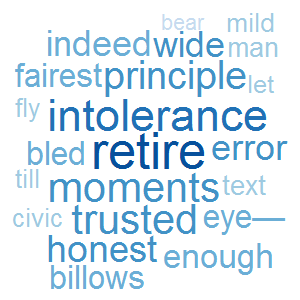 bear mild
indeed wide man
fairest principle let
fly intolerance
bled retire error
till moments text
civic trusted eye—
honest enough
billows